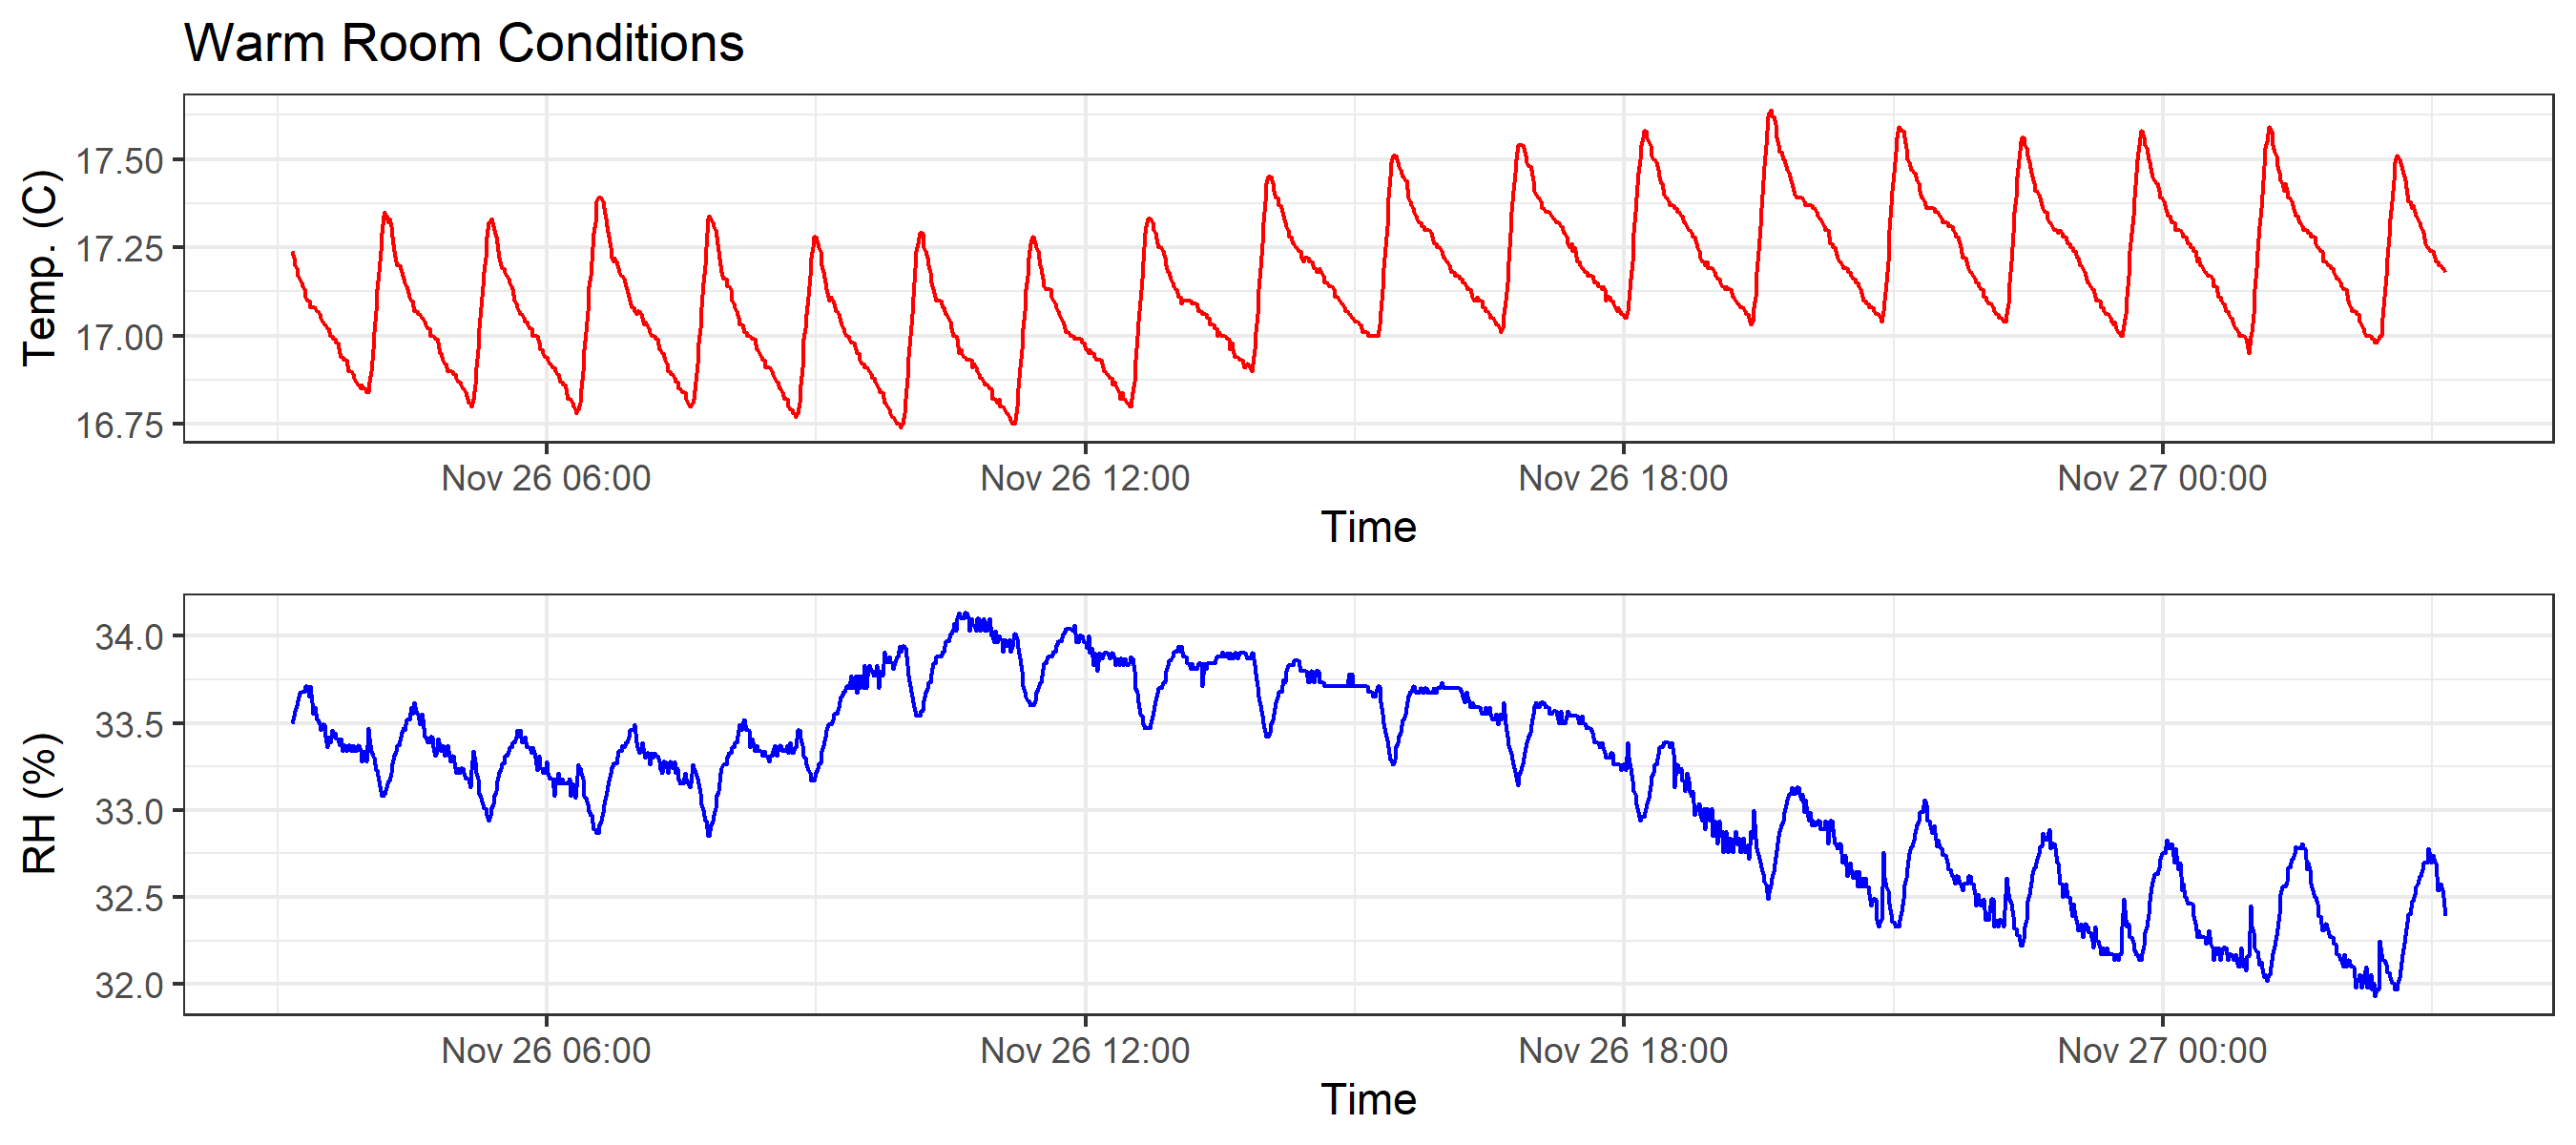 Warm Room Conditions
Temp. (C)
17.50
17.25
17.00
16.75
Nov 26 06:00 Nov 26 12:00 Nov 26 18:00 Nov 27 00:00
Time
RH (%)
34.0
33.5
33.0
32.5
32.0
Nov 26 06:00 Nov 26 12:00 Nov 26 18:00 Nov 27 00:00
Time